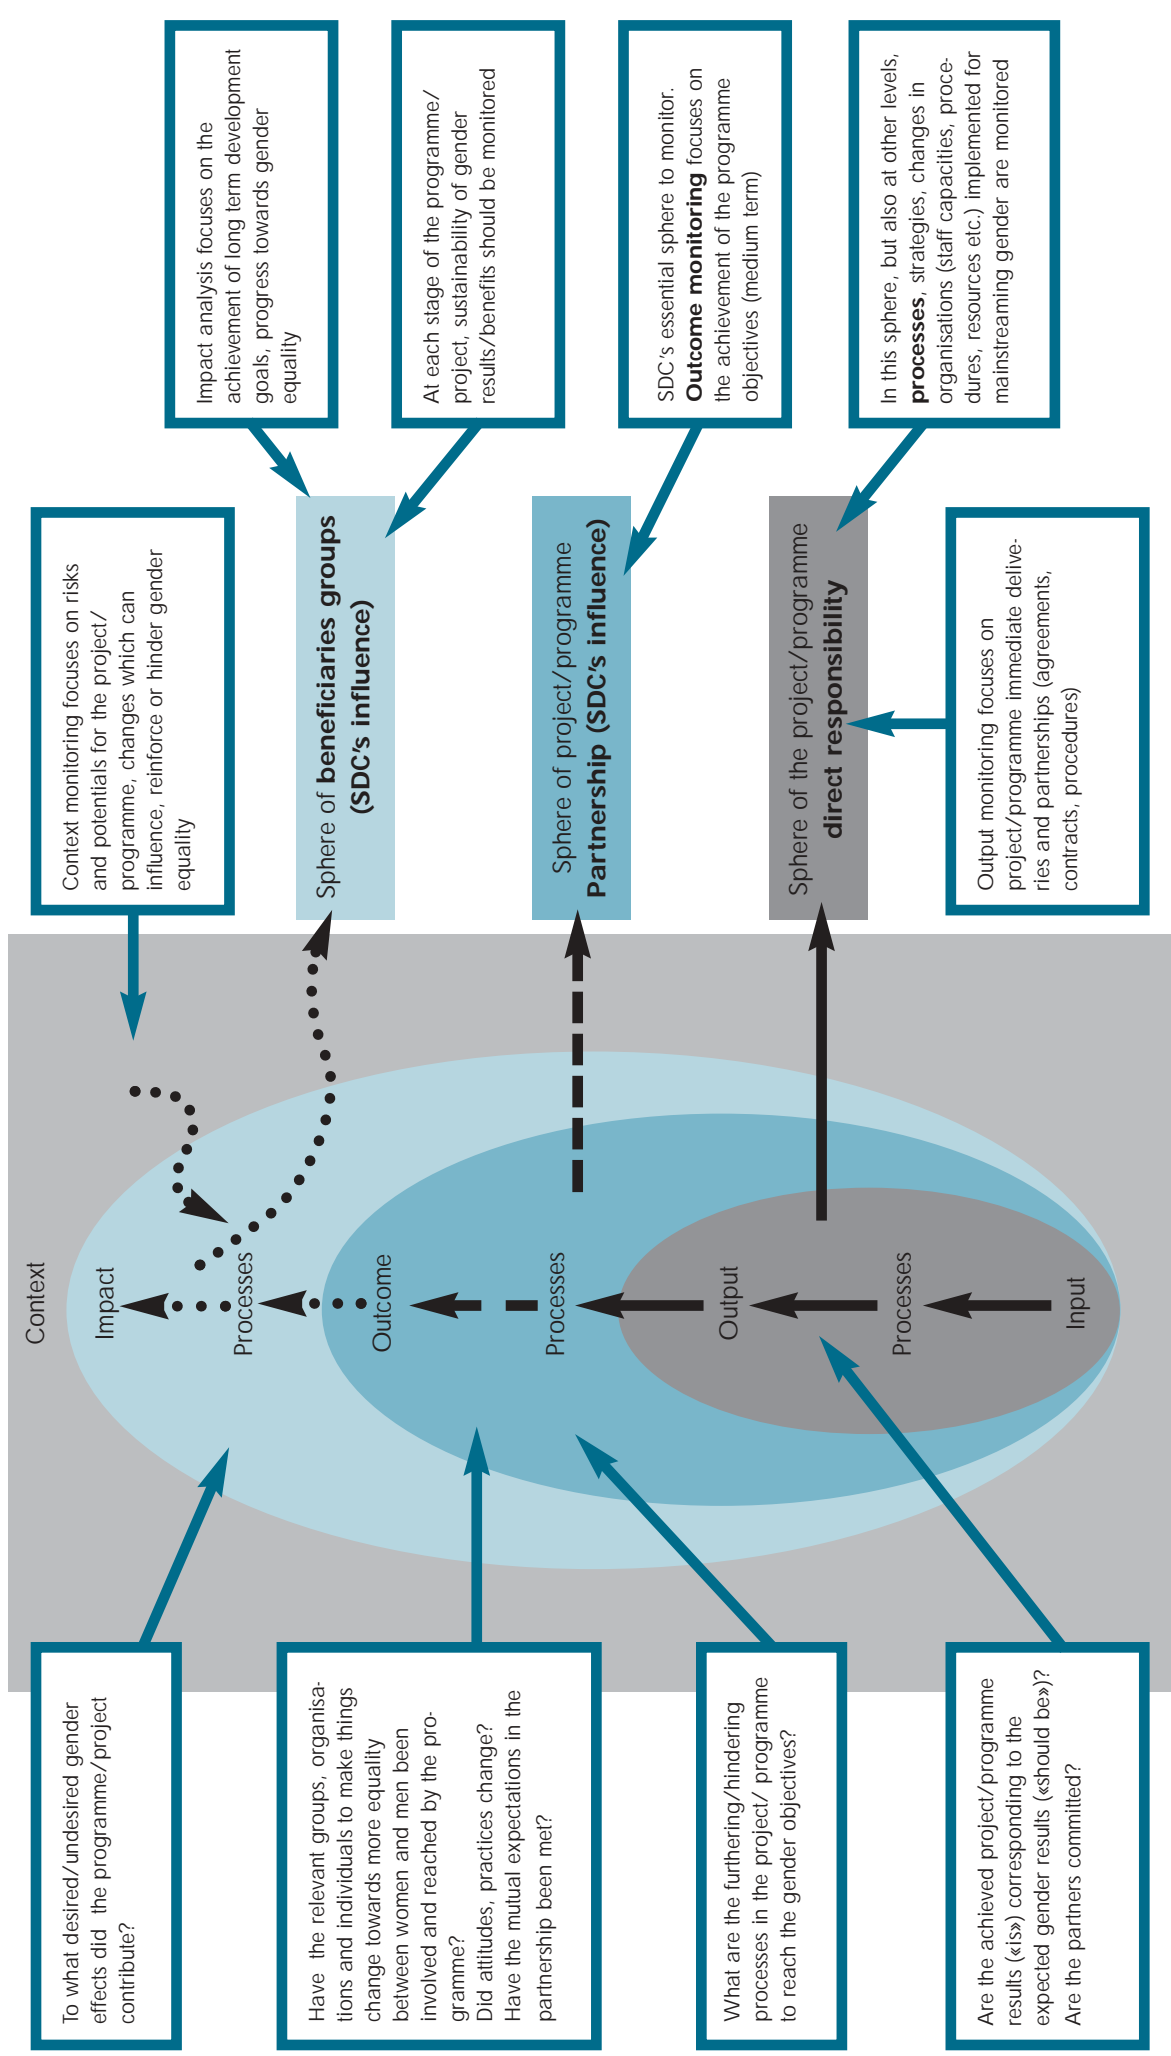 To what desired/undesired gender
effects did the programme/project
contribute?
Have the relevant groups, organisa-
tions and individuals to make things
change towards more equality
between women and men been
involved and reached by the pro-
gramme?
Did attitudes, practices change?
Have the mutual expectations in the
partnership been met?
What are the furthering/hindering
processes in the project/ programme
to reach the gender objectives?
Are the achieved project/programme
results («is») corresponding to the
expected gender results («should be»)?
Are the partners committed?
Context
Impact
Processes
Outcome
Processes
Output
Processes
Input
Context monitoring focuses on risks
and potentials for the project/
programme, changes which can
influence, reinforce or hinder gender
equality
Sphere of beneficiaries groups
(SDC's influence)
Sphere of project/programme
Partnership (SDC's influence)
Sphere of the project/programme
direct responsibility
Output monitoring focuses on
project/programme immediate delive-
ries and partnerships (agreements,
contracts, procedures)
Impact analysis focuses on the
achievement of long term development
goals, progress towards gender
equality
At each stage of the programme/
project, sustainability of gender
results/benefits should be monitored
SDC's essential sphere to monitor.
Outcome monitoring focuses on
the achievement of the programme
objectives (medium term)
In this sphere, but also at other levels,
processes, strategies, changes in
organisations (staff capacities, proce-
dures, resources etc.) implemented for
mainstreaming gender are monitored